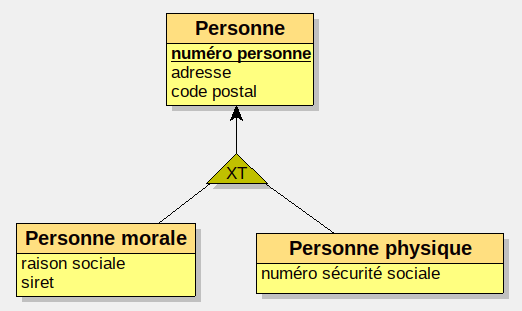 Personne
numéro personne
adresse
code postal
XT
Personne morale
raison sociale
siret
Personne physique
numéro sécurité sociale